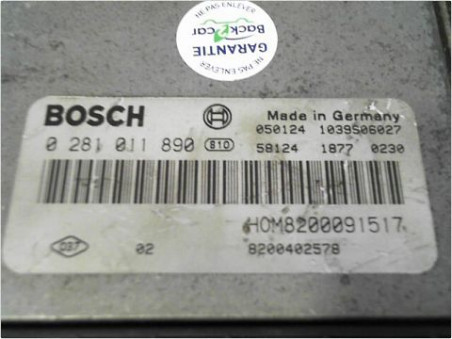 NE PAS ENLEVER
Back2car
GARANTIE
NE PAS ENLEVER
BOSCH
Made in Germany
050124 1039S06027
0 281 011 890 810
58124 1877 0230
HOM8200091517
02 8200402578